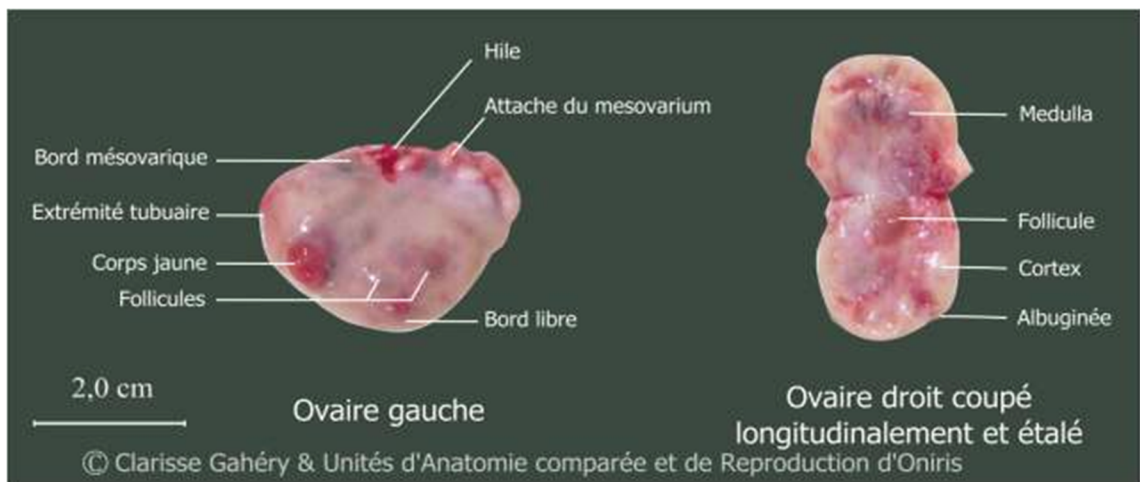 Hile
Attache du mesovarium
Bord mésovarique
Extrémité tubuaire
Corps jaune
Follicules
Bord libre
Medulla
Follicule
Cortex
Albuginée
2,0 cm
Ovaire gauche
Ovaire droit coupé
longitudinalement et étalé
© Clarisse Gahéry & Unités d'Anatomie comparée et de Reproduction d'Oniris